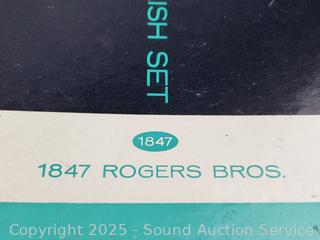 ISH SET
1847
1847 ROGERS BROS.
Copyright 2025 - Sound Auction Service